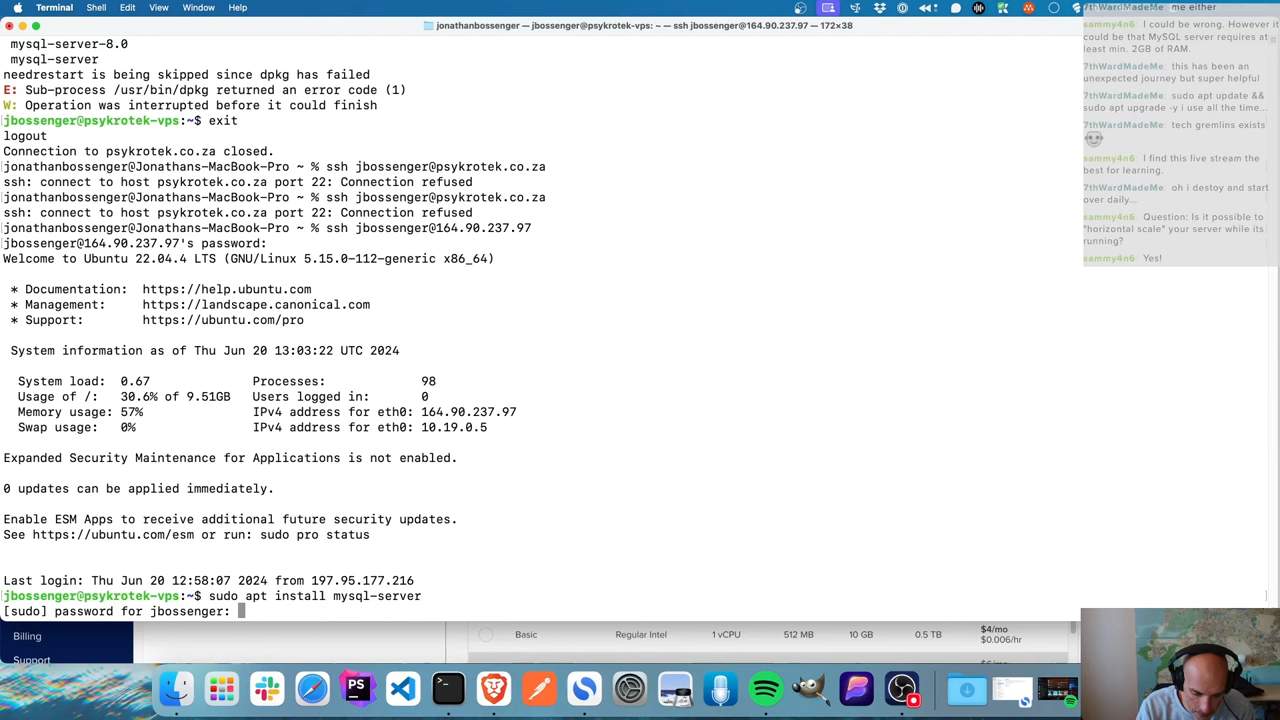 Terminal Shell Edit View Window Help
jonathanbossenger — jbossenger@psykrotek-vps: ~ — ssh jbossenger@164.90.237.97 — 172×38
mysql-server-8.0
mysql-server
needrestart is being skipped since dpkg has failed
E: Sub-process /usr/bin/dpkg returned an error code (1)
W: Operation was interrupted before it could finish
jbossenger@psykrotek-vps:~$ exit
logout
Connection to psykrotek.co.za closed.
jonathanbossenger@Jonathans-MacBook-Pro ~ % ssh jbossenger@psykrotek.co.za
ssh: connect to host psykrotek.co.za port 22: Connection refused
jonathanbossenger@Jonathans-MacBook-Pro ~ % ssh jbossenger@psykrotek.co.za
ssh: connect to host psykrotek.co.za port 22: Connection refused
jonathanbossenger@Jonathans-MacBook-Pro ~ % ssh jbossenger@164.90.237.97
jbossenger@164.90.237.97's password:
Welcome to Ubuntu 22.04.4 LTS (GNU/Linux 5.15.0-112-generic x86_64)
* Documentation: https://help.ubuntu.com
* Management: https://landscape.canonical.com
* Support: https://ubuntu.com/pro
System information as of Thu Jun 20 13:03:22 UTC 2024
System load: 0.67 Processes: 98
Usage of /: 30.6% of 9.51GB Users logged in: 0
Memory usage: 57% IPv4 address for eth0: 164.90.237.97
Swap usage: 0% IPv4 address for eth0: 10.19.0.5
Expanded Security Maintenance for Applications is not enabled.
0 updates can be applied immediately.
Enable ESM Apps to receive additional future security updates.
See https://ubuntu.com/esm or run: sudo pro status
Last login: Thu Jun 20 12:58:07 2024 from 197.95.177.216
jbossenger@psykrotek-vps:~$ sudo apt install mysql-server
[sudo] password for jbossenger:
7thWardMadeMe: me either
sammy4n6: I could be wrong. However it
could be that MySQL server requires at
least min. 2GB of RAM.
7thWardMadeMe: this has been an
unexpected journey but super helpful
7thWardMadeMe: sudo apt update &&
sudo apt upgrade -y i use all the time...
7thWardMadeMe: tech gremlins exists
sammy4n6: I find this live stream the
best for learning.
7thWardMadeMe: oh i destoy and start
over daily...
sammy4n6: Question: Is it possible to
"horizontal scale" your server while its
running?
sammy4n6: Yes!
Billing
Support
Basic Regular Intel 1 vCPU 512 MB 10 GB 0.5 TB $4/mo
$0.006/hr
PS